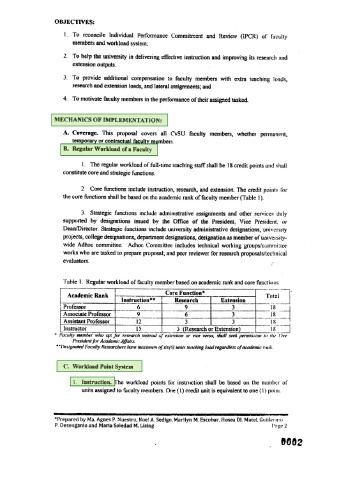 OBJECTIVES:
1. To reconcile Individual Performance Commitment and Review (IPCR) of faculty
members and workload system;
2. To help the university in delivering effective instruction and improving its research and
extension outputs.
3. To provide additional compensation to faculty members with extra teaching loads,
research and extension loads, and lateral assignments; and
4. To motivate faculty members in the performance of their assigned tasked.
MECHANICS OF IMPLEMENTATION:
A. Coverage. This proposal covers all CvSU faculty members, whether permanent,
temporary or contractual faculty members.
B. Regular Workload of a Faculty
1. The regular workload of full-time teaching staff shall be 18 credit points and shall
constitute core and strategic functions.
2. Core functions include instruction, research, and extension. The credit points for
the core functions shall be based on the academic rank of faculty member (Table 1).
3. Strategic functions include administrative assignments and other services duly
supported by designations issued by the Office of the President, Vice President, or
Dean/Director. Strategic functions include university administrative designations, university
projects, college designations, department designations, designation as member of university-
wide Adhoc committee. Adhoc Committee includes technical working groups/committee
works who are tasked to prepare proposal; and peer reviewer for research proposals/technical
evaluators.
Table 1. Regular workload of faculty member based on academic rank and core functions
Academic Rank Core Function* Total
Instruction** Research Extension
Professor 6 9 3 18
Associate Professor 9 6 3 18
Assistant Professor 12 3 3 18
Instructor 15 3 (Research or Extension) 18
* Faculty member who opt for research instead of extension or vice versa, shall seek permission to the Vice
President for Academic Affairs.
**Designated Faculty Researchers have maximum of six(6) units teaching load regardless of academic rank.
C. Workload Point System
1. Instruction. The workload points for instruction shall be based on the number of
units assigned to faculty members. One (1) credit unit is equivalent to one (1) point.
*Prepared by Ma. Agnes P. Nuestro, Noel A. Sedigo, Marilyn M. Escobar, Bosea DL Matel, Guillermo
P. Desenganio and Maria Soledad M. Lising Page 2
0002